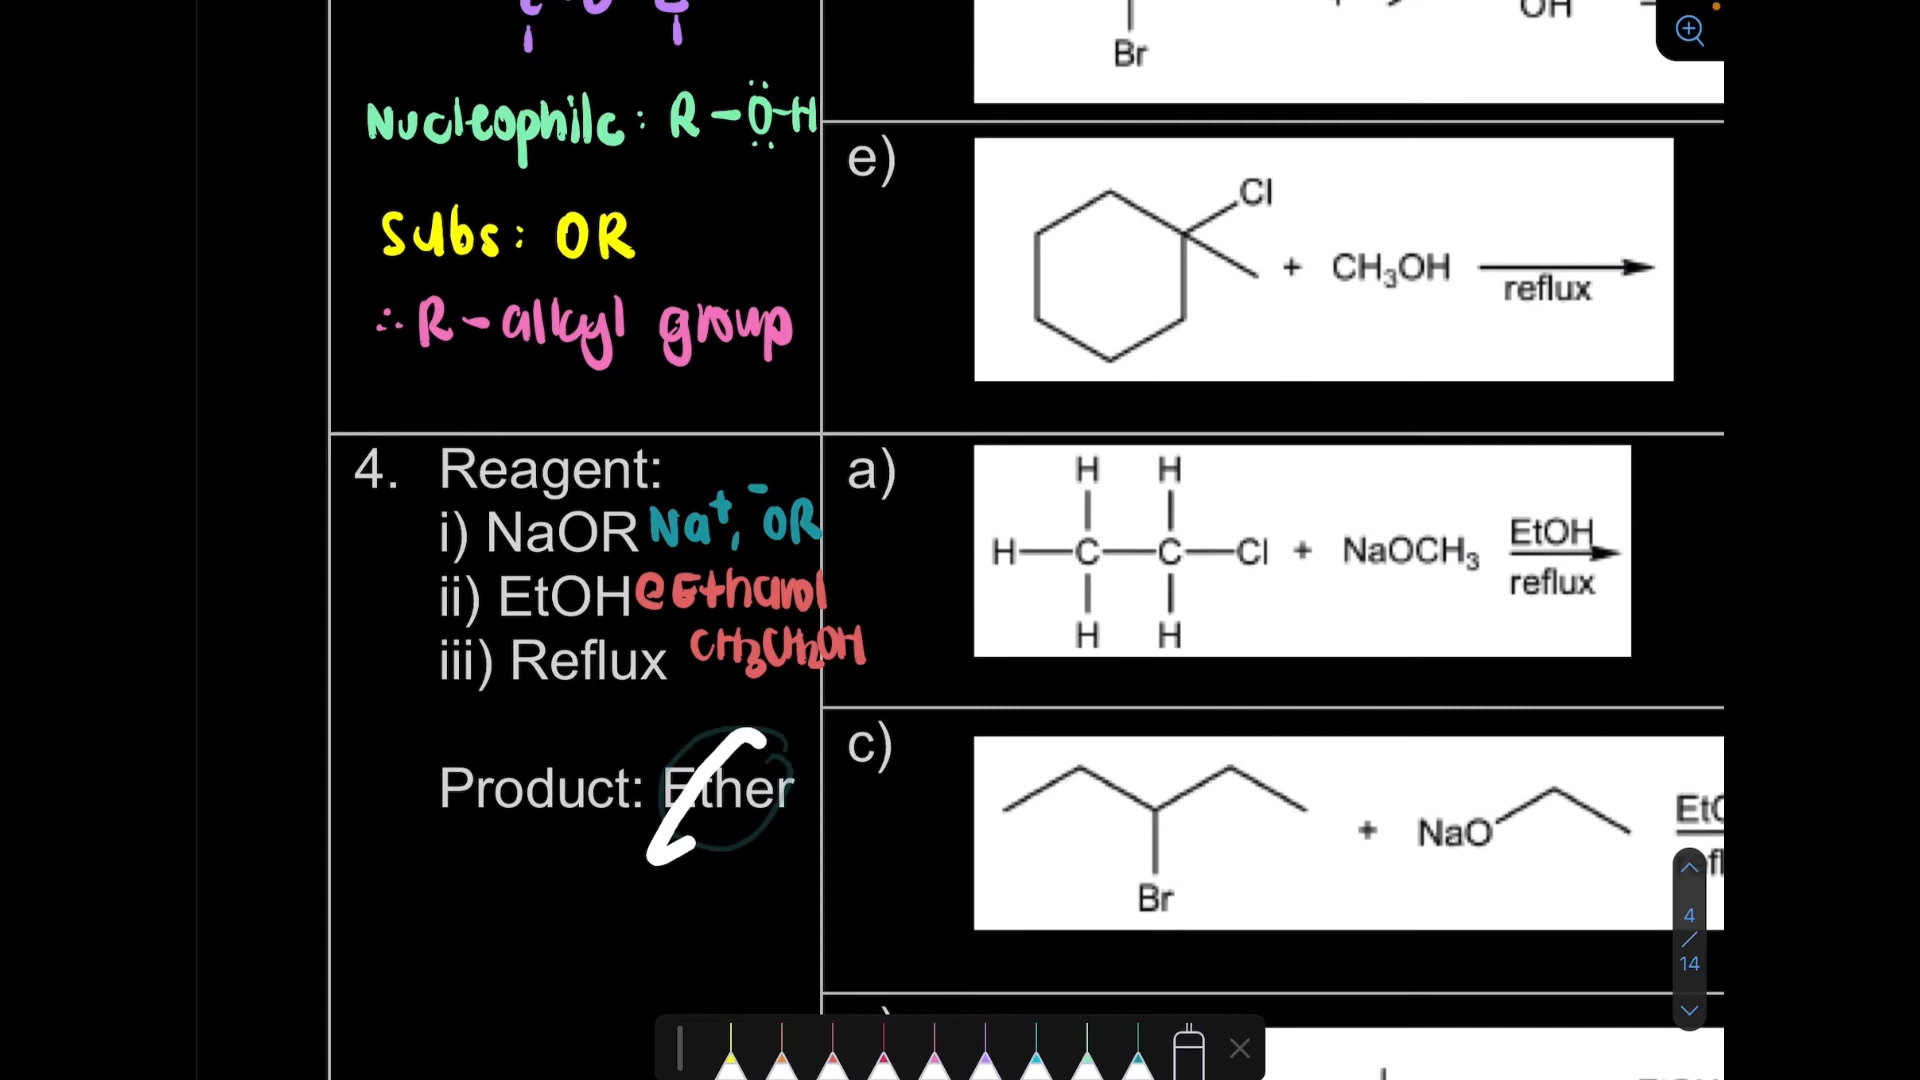 Br
OH
Nucleophile: R-O-H
Subs: OR
∴ R-alkyl group
e)
Cl
+ CH3OH
reflux
4. Reagent:
i) NaOR Na+, -OR
ii) EtOH @ Ethanol
CH3CH2OH
iii) Reflux
Product: Ether
a)
H H
H C C Cl + NaOCH3 EtOH
reflux
H H
c)
+ NaO
Br
4
/
14